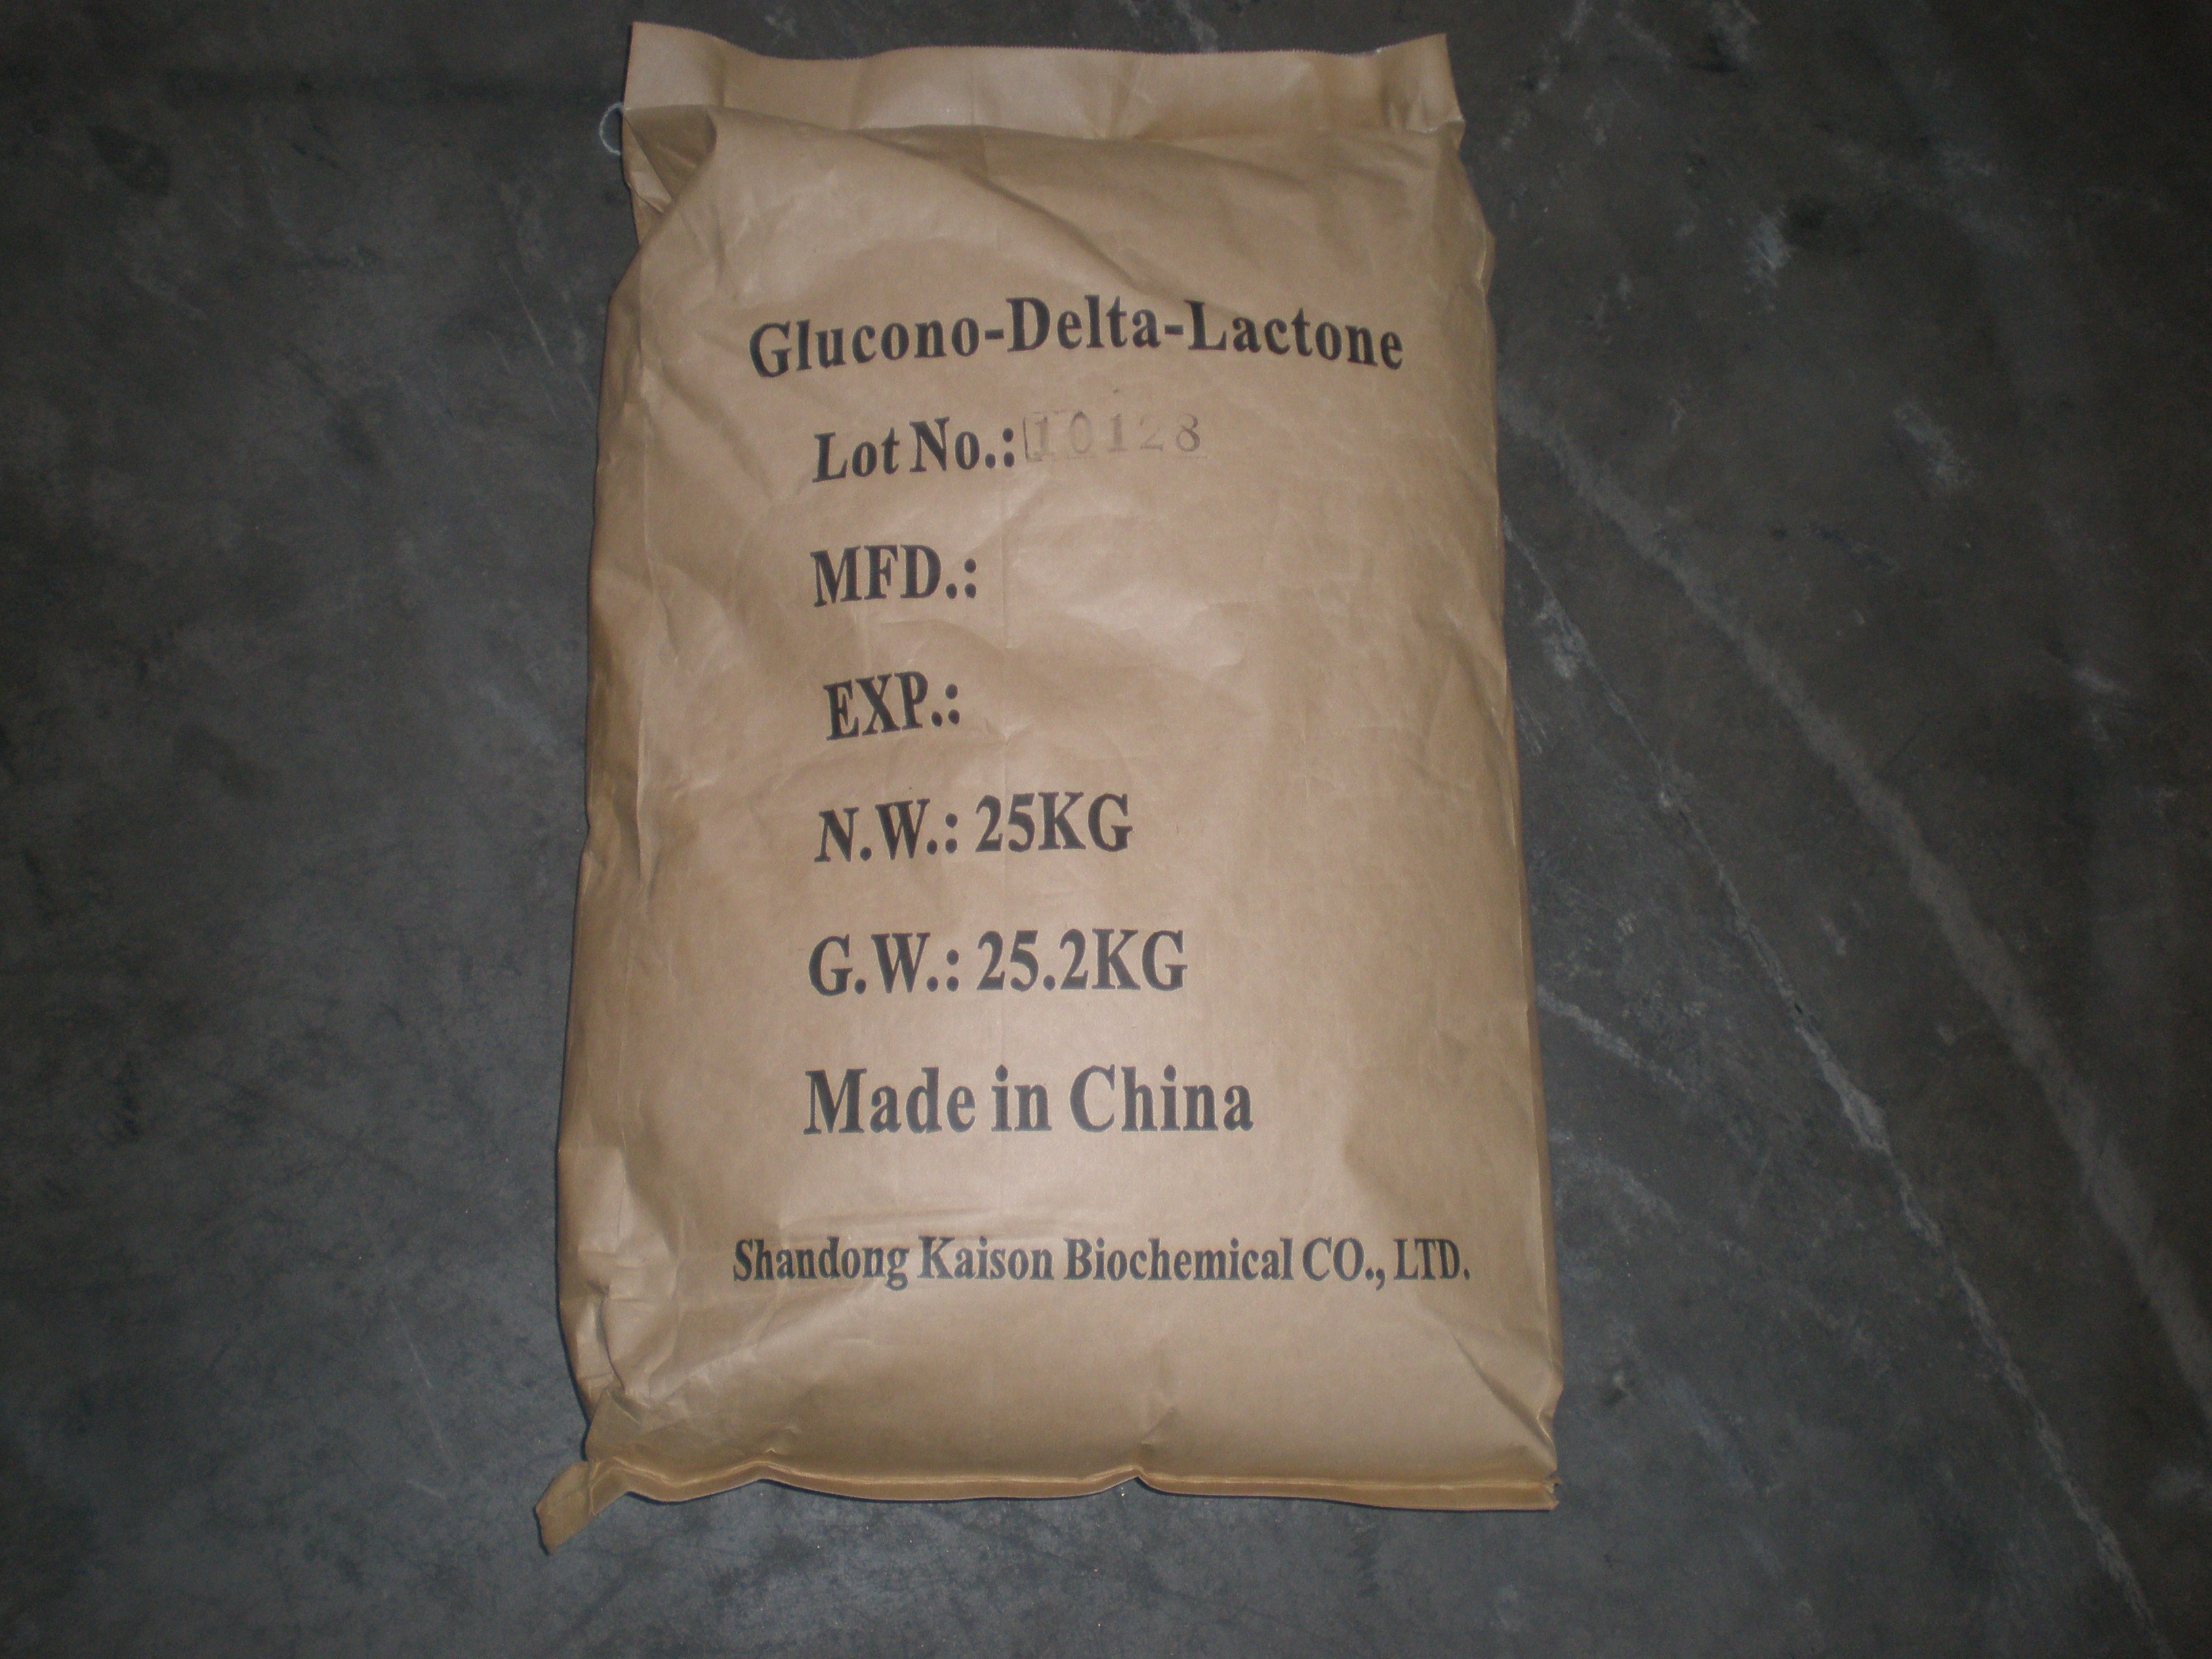 Glucono-Delta-Lactone
Lot No.: 10128
MFD.:
EXP.:
N.W.: 25KG
G.W.: 25.2KG
Made in China
Shandong Kaison Biochemical CO., LTD.